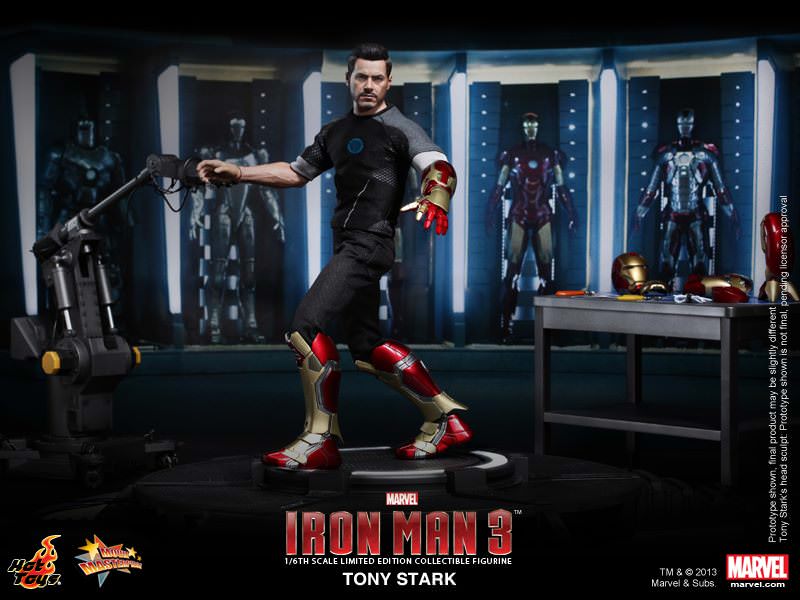 MARVEL
IRON MAN 3™
1/6TH SCALE LIMITED EDITION COLLECTIBLE FIGURINE
TONY STARK
Hot Toys.
MOVIE MASTERPIECE
TM & © 2013
Marvel & Subs.
MARVEL
marvel.com
Prototype shown, final product may be slightly different
Tony Stark's head sculpt: Prototype shown is not final, pending licensor approval